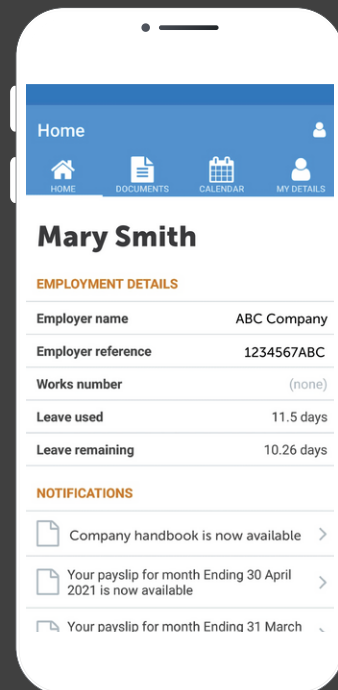 Home
HOME DOCUMENTS CALENDAR MY DETAILS
Mary Smith
EMPLOYMENT DETAILS
Employer name ABC Company
Employer reference 1234567ABC
Works number (none)
Leave used 11.5 days
Leave remaining 10.26 days
NOTIFICATIONS
Company handbook is now available
Your payslip for month Ending 30 April
2021 is now available
Your payslip for month Ending 31 March